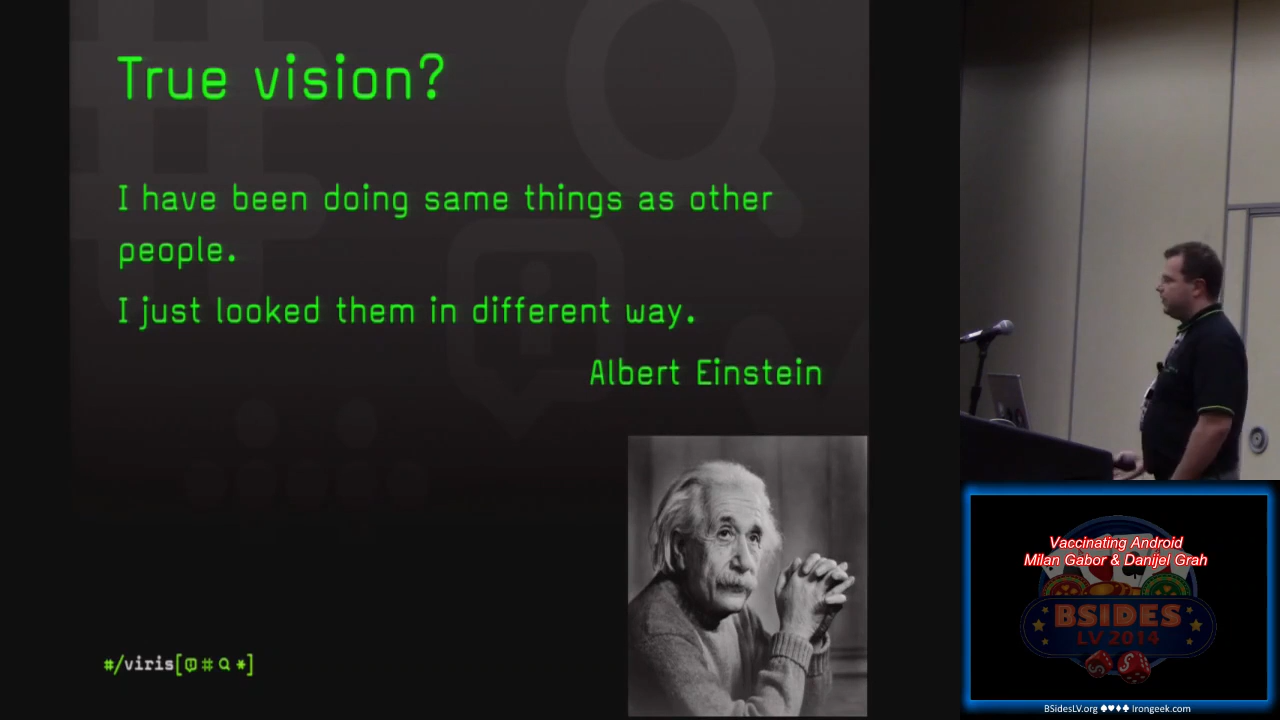 True vision?
I have been doing same things as other
people.
I just looked them in different way.
Albert Einstein
#/viris[ # *]
Vaccinating Android
Milan Gabor & Danijel Grah
BSIDES
LV 2014
BSidesLV.org ♠♥♦♣ Irongeek.com